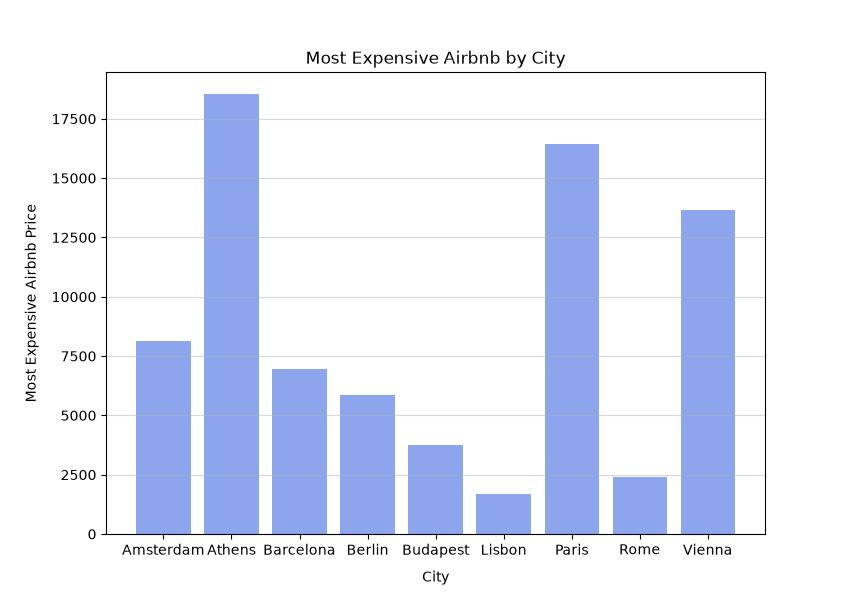 Most Expensive Airbnb by City
Most Expensive Airbnb Price
17500
15000
12500
10000
7500
5000
2500
0
Amsterdam Athens Barcelona Berlin Budapest Lisbon Paris Rome Vienna
City